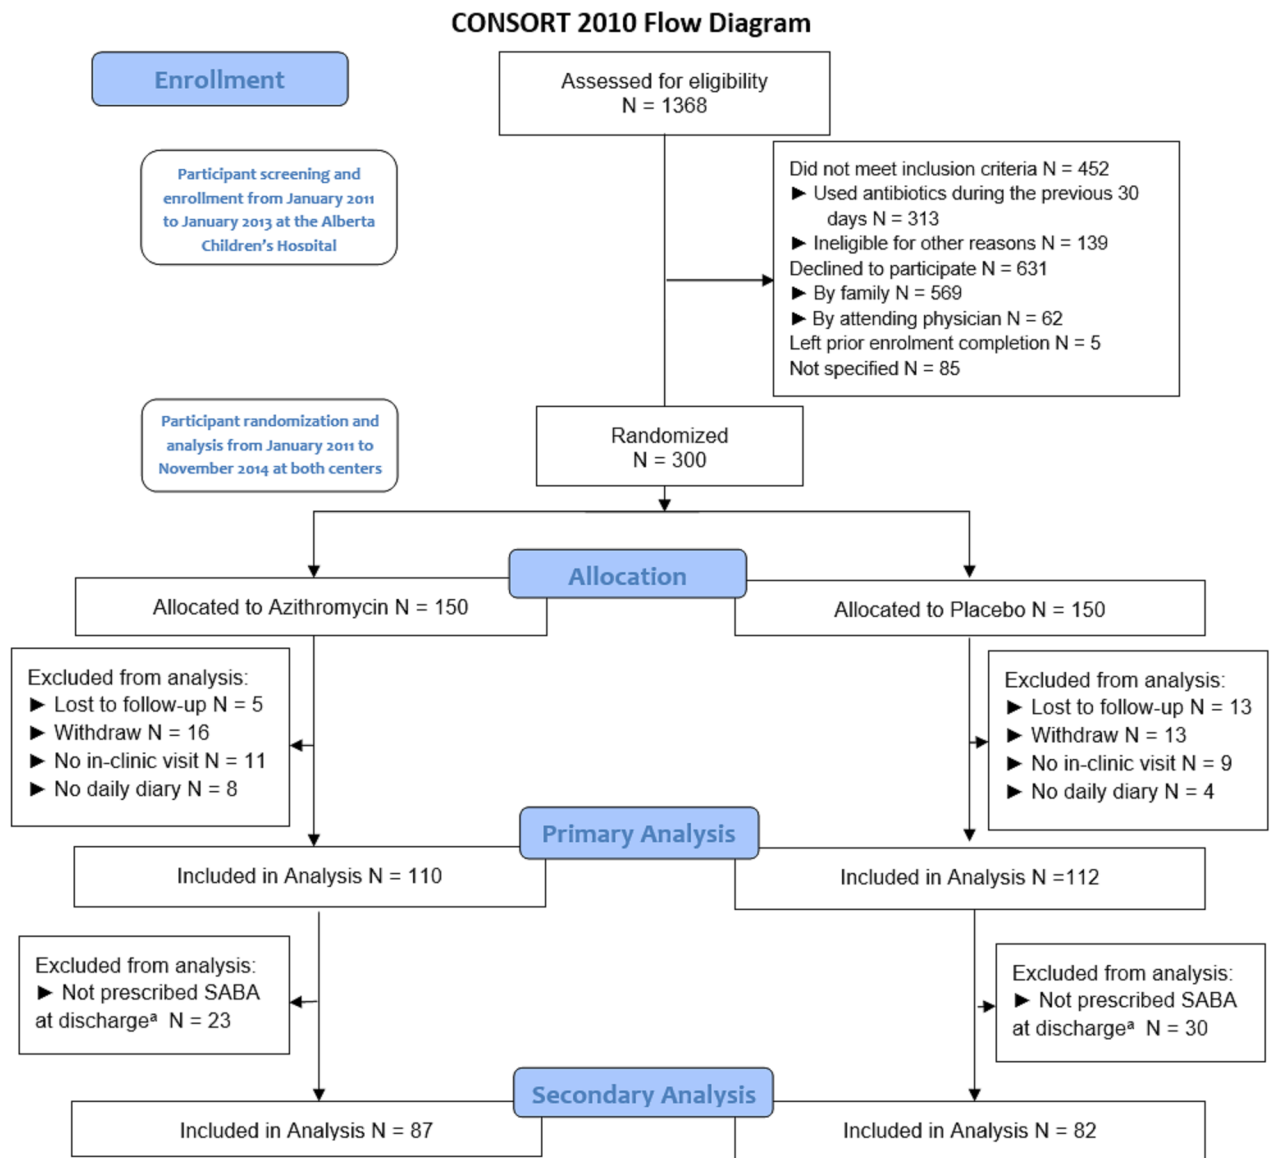 CONSORT 2010 Flow Diagram
Enrollment
Assessed for eligibility
N = 1368
Participant screening and
enrollment from January 2011
to January 2013 at the Alberta
Children's Hospital
Did not meet inclusion criteria N = 452
► Used antibiotics during the previous 30
days N = 313
► Ineligible for other reasons N = 139
Declined to participate N = 631
► By family N = 569
► By attending physician N = 62
Left prior enrolment completion N = 5
Not specified N = 85
Participant randomization and
analysis from January 2011 to
November 2014 at both centers
Randomized
N = 300
Allocation
Allocated to Azithromycin N = 150
Allocated to Placebo N = 150
Excluded from analysis:
► Lost to follow-up N = 5
► Withdraw N = 16
► No in-clinic visit N = 11
► No daily diary N = 8
Excluded from analysis:
► Lost to follow-up N = 13
► Withdraw N = 13
► No in-clinic visit N = 9
► No daily diary N = 4
Primary Analysis
Included in Analysis N = 110
Included in Analysis N =112
Excluded from analysis:
► Not prescribed SABA
at dischargeª N = 23
Excluded from analysis:
► Not prescribed SABA
at dischargeª N = 30
Secondary Analysis
Included in Analysis N = 87
Included in Analysis N = 82